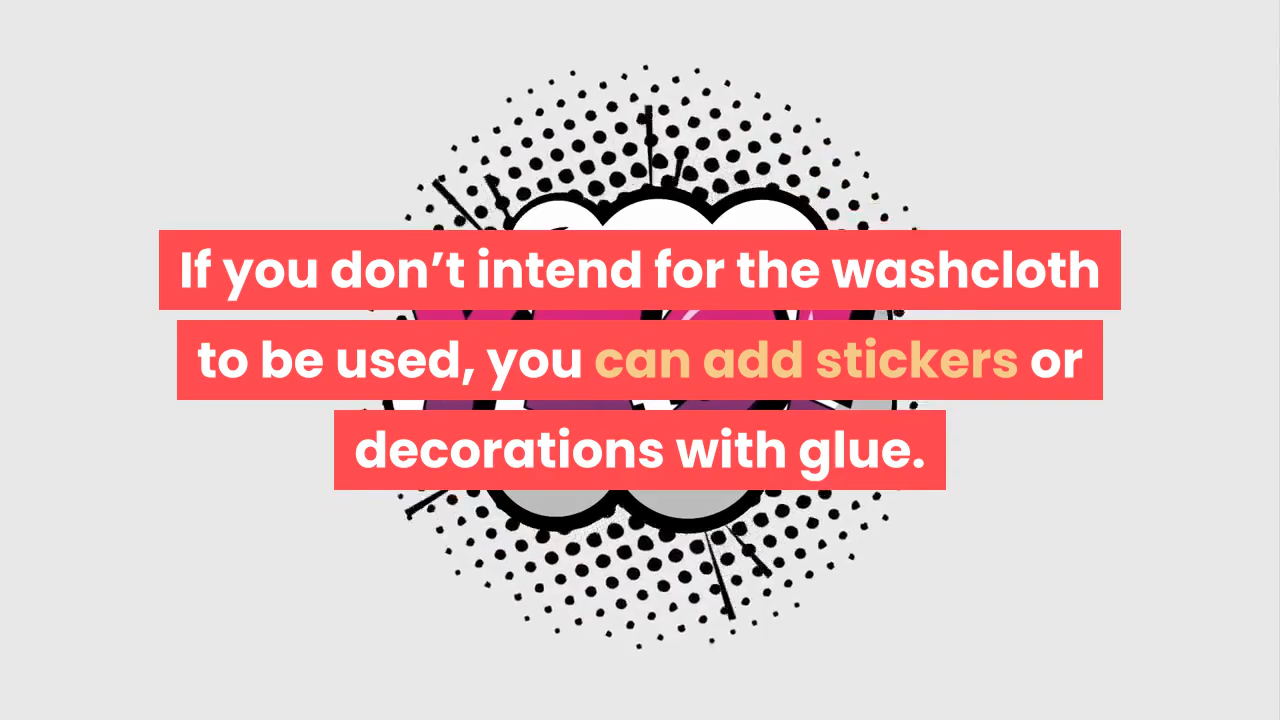 If you don’t intend for the washcloth
to be used, you can add stickers or
decorations with glue.